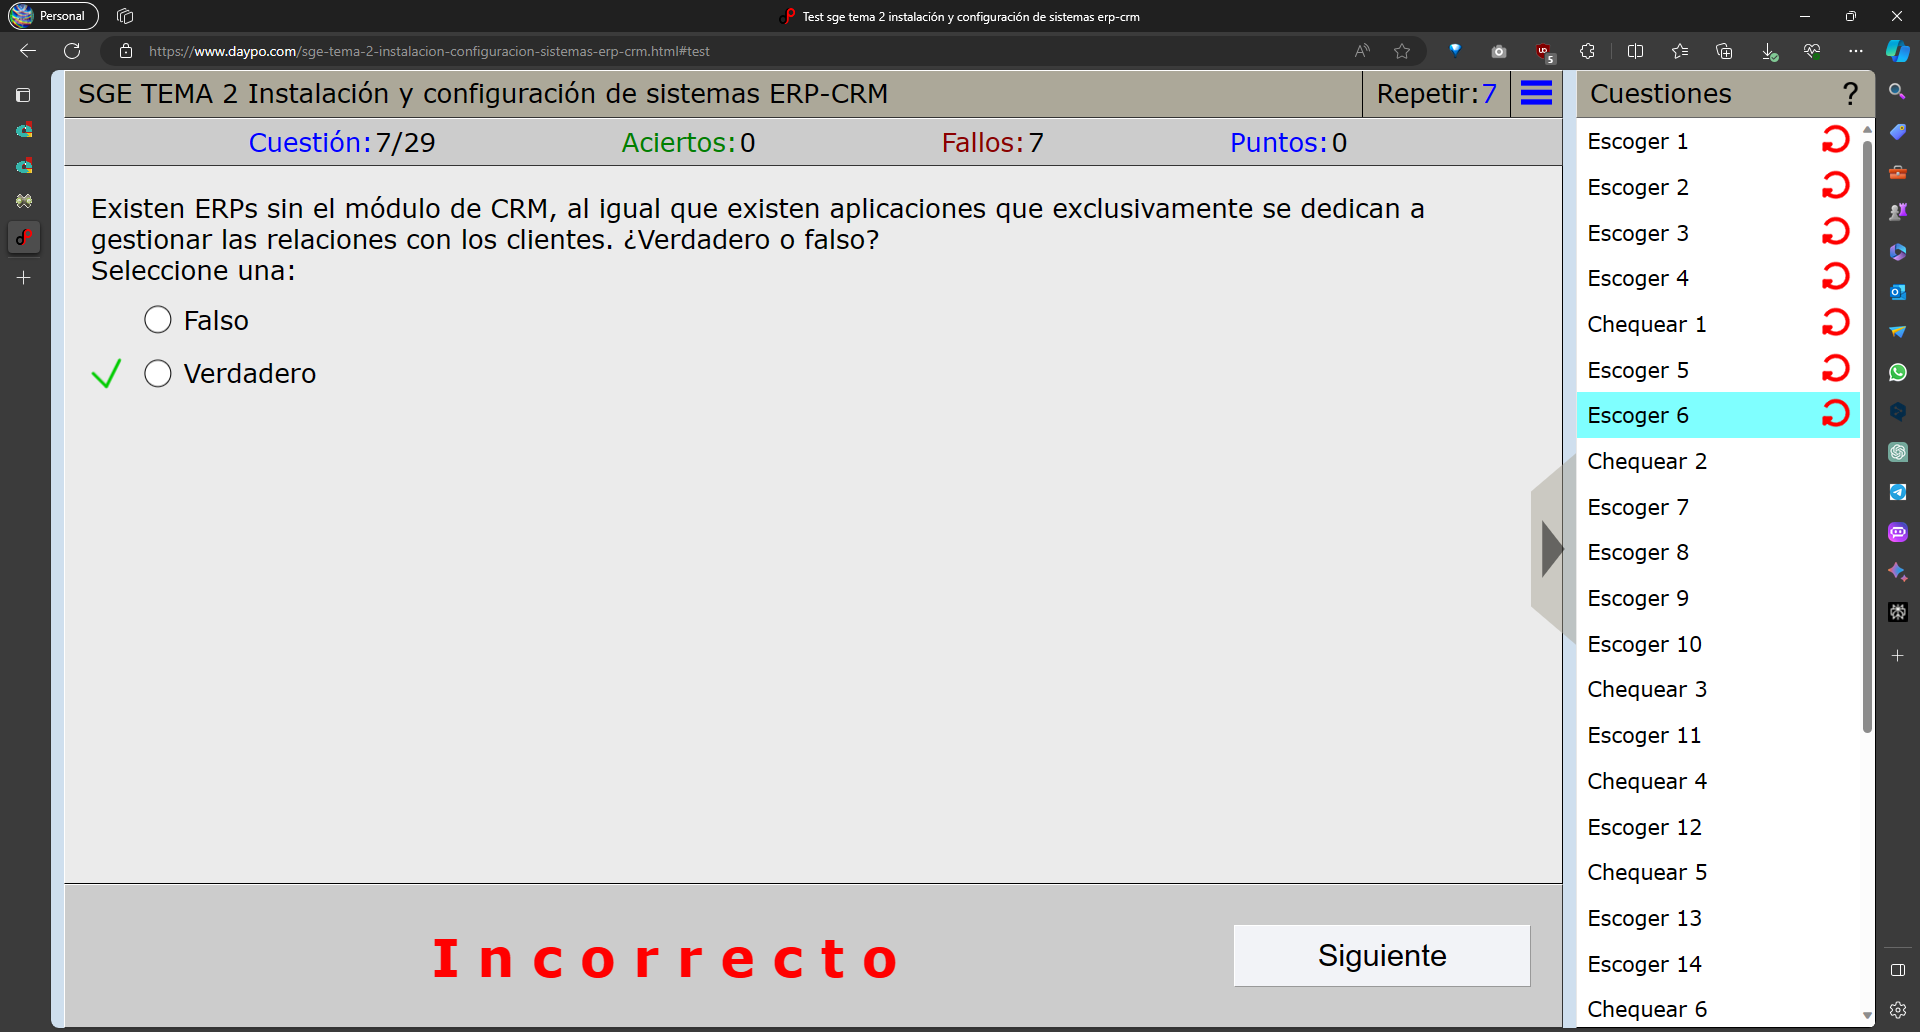 Personal
Test sge tema 2 instalación y configuración de sistemas erp-crm
https://www.daypo.com/sge-tema-2-instalacion-configuracion-sistemas-erp-crm.html#test
5
SGE TEMA 2 Instalación y configuración de sistemas ERP-CRM
Repetir:7
Cuestión:7/29
Aciertos:0
Fallos:7
Puntos:0
Existen ERPs sin el módulo de CRM, al igual que existen aplicaciones que exclusivamente se dedican a
gestionar las relaciones con los clientes. ¿Verdadero o falso?
Seleccione una:
Falso
Verdadero
Incorrecto
Siguiente
Cuestiones
?
Escoger 1
Escoger 2
Escoger 3
Escoger 4
Chequear 1
Escoger 5
Escoger 6
Chequear 2
Escoger 7
Escoger 8
Escoger 9
Escoger 10
Chequear 3
Escoger 11
Chequear 4
Escoger 12
Chequear 5
Escoger 13
Escoger 14
Chequear 6